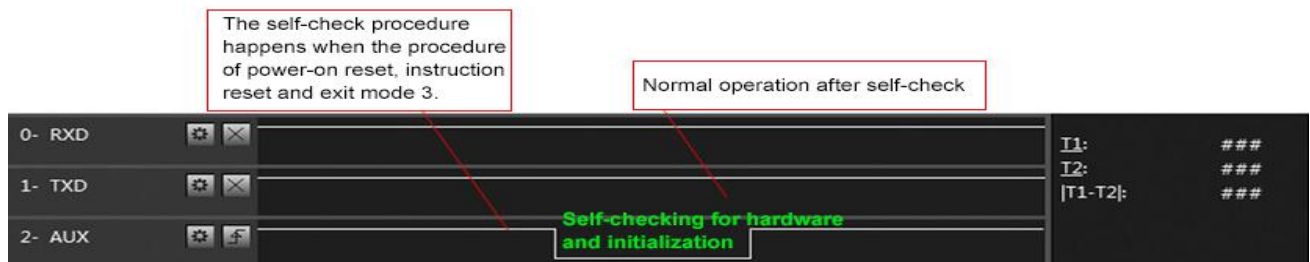 The self-check procedure
happens when the procedure
of power-on reset, instruction
reset and exit mode 3.
Normal operation after self-check
0- RXD
1- TXD
2- AUX
Self-checking for hardware
and initialization
T1: ###
T2: ###
|T1-T2|: ###